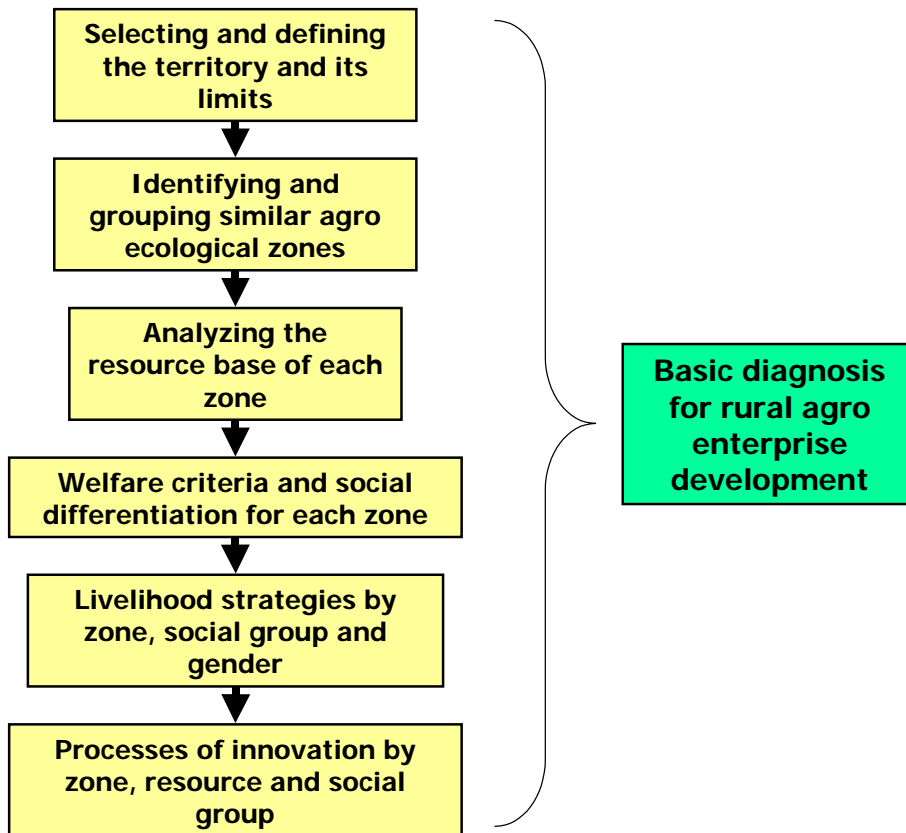 Selecting and defining
the territory and its
limits
Identifying and
grouping similar agro
ecological zones
Analyzing the
resource base of each
zone
Welfare criteria and social
differentiation for each zone
Livelihood strategies by
zone, social group and
gender
Processes of innovation by
zone, resource and social
group
Basic diagnosis
for rural agro
enterprise
development